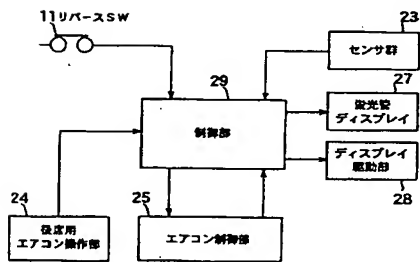 11リバースSW
23
センサ群
29
27
制御部
蛍光管
ディスプレイ
ディスプレイ
駆動部
28
24
25
後席用
エアコン操作部
エアコン制御部